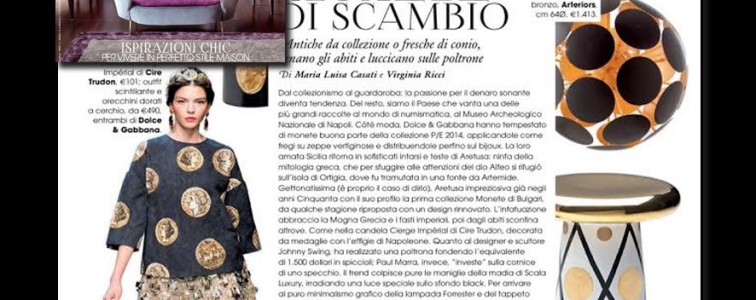 DI SCAMBIO
Antiche da collezione o fresche di conio,
nano gli abiti e luccicano sulle poltrone
Di Maria Luisa Casati e Virginia Ricci
ISPIRAZIONI CHIC
PER VIVERE IN PERFETTO STILE MAISON
Impérial di Cire
Trudon, €101; outfit
scintillante e
orecchini dorati
a cerchio, da €490,
entrambi di Dolce
& Gabbana.
Dal collezionismo al guardaroba: la passione per il denaro sonante
diventa tendenza. Del resto, siamo il Paese che vanta una delle
più grandi raccolte al mondo di numismatica, al Museo Archeologico
Nazionale di Napoli. Côté moda, Dolce & Gabbana hanno tempestato
di monete buona parte della collezione P/E 2014, applicandole come
fregi su zeppe vertiginose e distribuendole perfino sui bijoux. La loro
amata Sicilia ritorna in sofisticati intarsi e teste di Aretusa: ninfa della
mitologia greca, che per sfuggire alle attenzioni del dio Alfeo si rifugiò
sull'Isola di Ortigia, dove fu tramutata in una fonte da Artemide.
Gettonatissima (è proprio il caso di dirlo), Aretusa impreziosiva già negli
anni Cinquanta con il suo profilo la prima collezione Monete di Bulgari,
da qualche stagione riproposta con un design rinnovato. L'infatuazione
abbraccia la Magna Grecia e i fasti imperiali, poi dagli abiti sconfina
altrove. Come nella candela Cierge Impérial di Cire Trudon, decorata
da medaglie con l'effigie di Napoleone. Quanto al designer e scultore
Johnny Swing, ha realizzato una poltrona fondendo l'equivalente
di 1.500 dollari in spiccioli; Paul Marra, invece, "investe" sulla cornice
di uno specchio. Il trend colpisce pure le maniglie della madia di Scala
Luxury, irradiando una luce speciale sullo sfondo black. Per arrivare
al puro minimalismo grafico della lampada Forrester e del tappeto
bronzo, Arteriors,
cm 64Ø, €1.413.